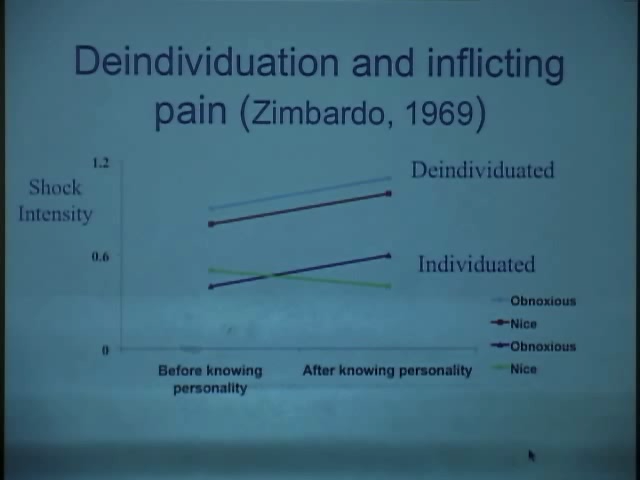 Deindividuation and inflicting
pain (Zimbardo, 1969)
1.2
Shock
Intensity
0.6
0
Deindividuated
Individuated
Obnoxious
Nice
Obnoxious
Nice
Before knowing
personality
After knowing personality